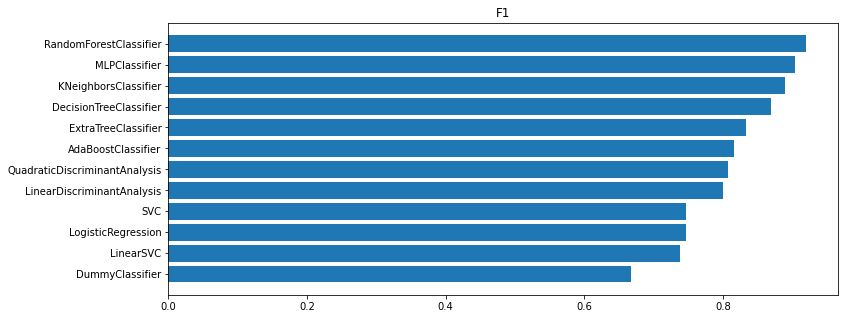 F1
RandomForestClassifier
MLPClassifier
KNeighborsClassifier
DecisionTreeClassifier
ExtraTreeClassifier
AdaBoostClassifier
QuadraticDiscriminantAnalysis
LinearDiscriminantAnalysis
SVC
LogisticRegression
LinearSVC
DummyClassifier
0.0 0.2 0.4 0.6 0.8